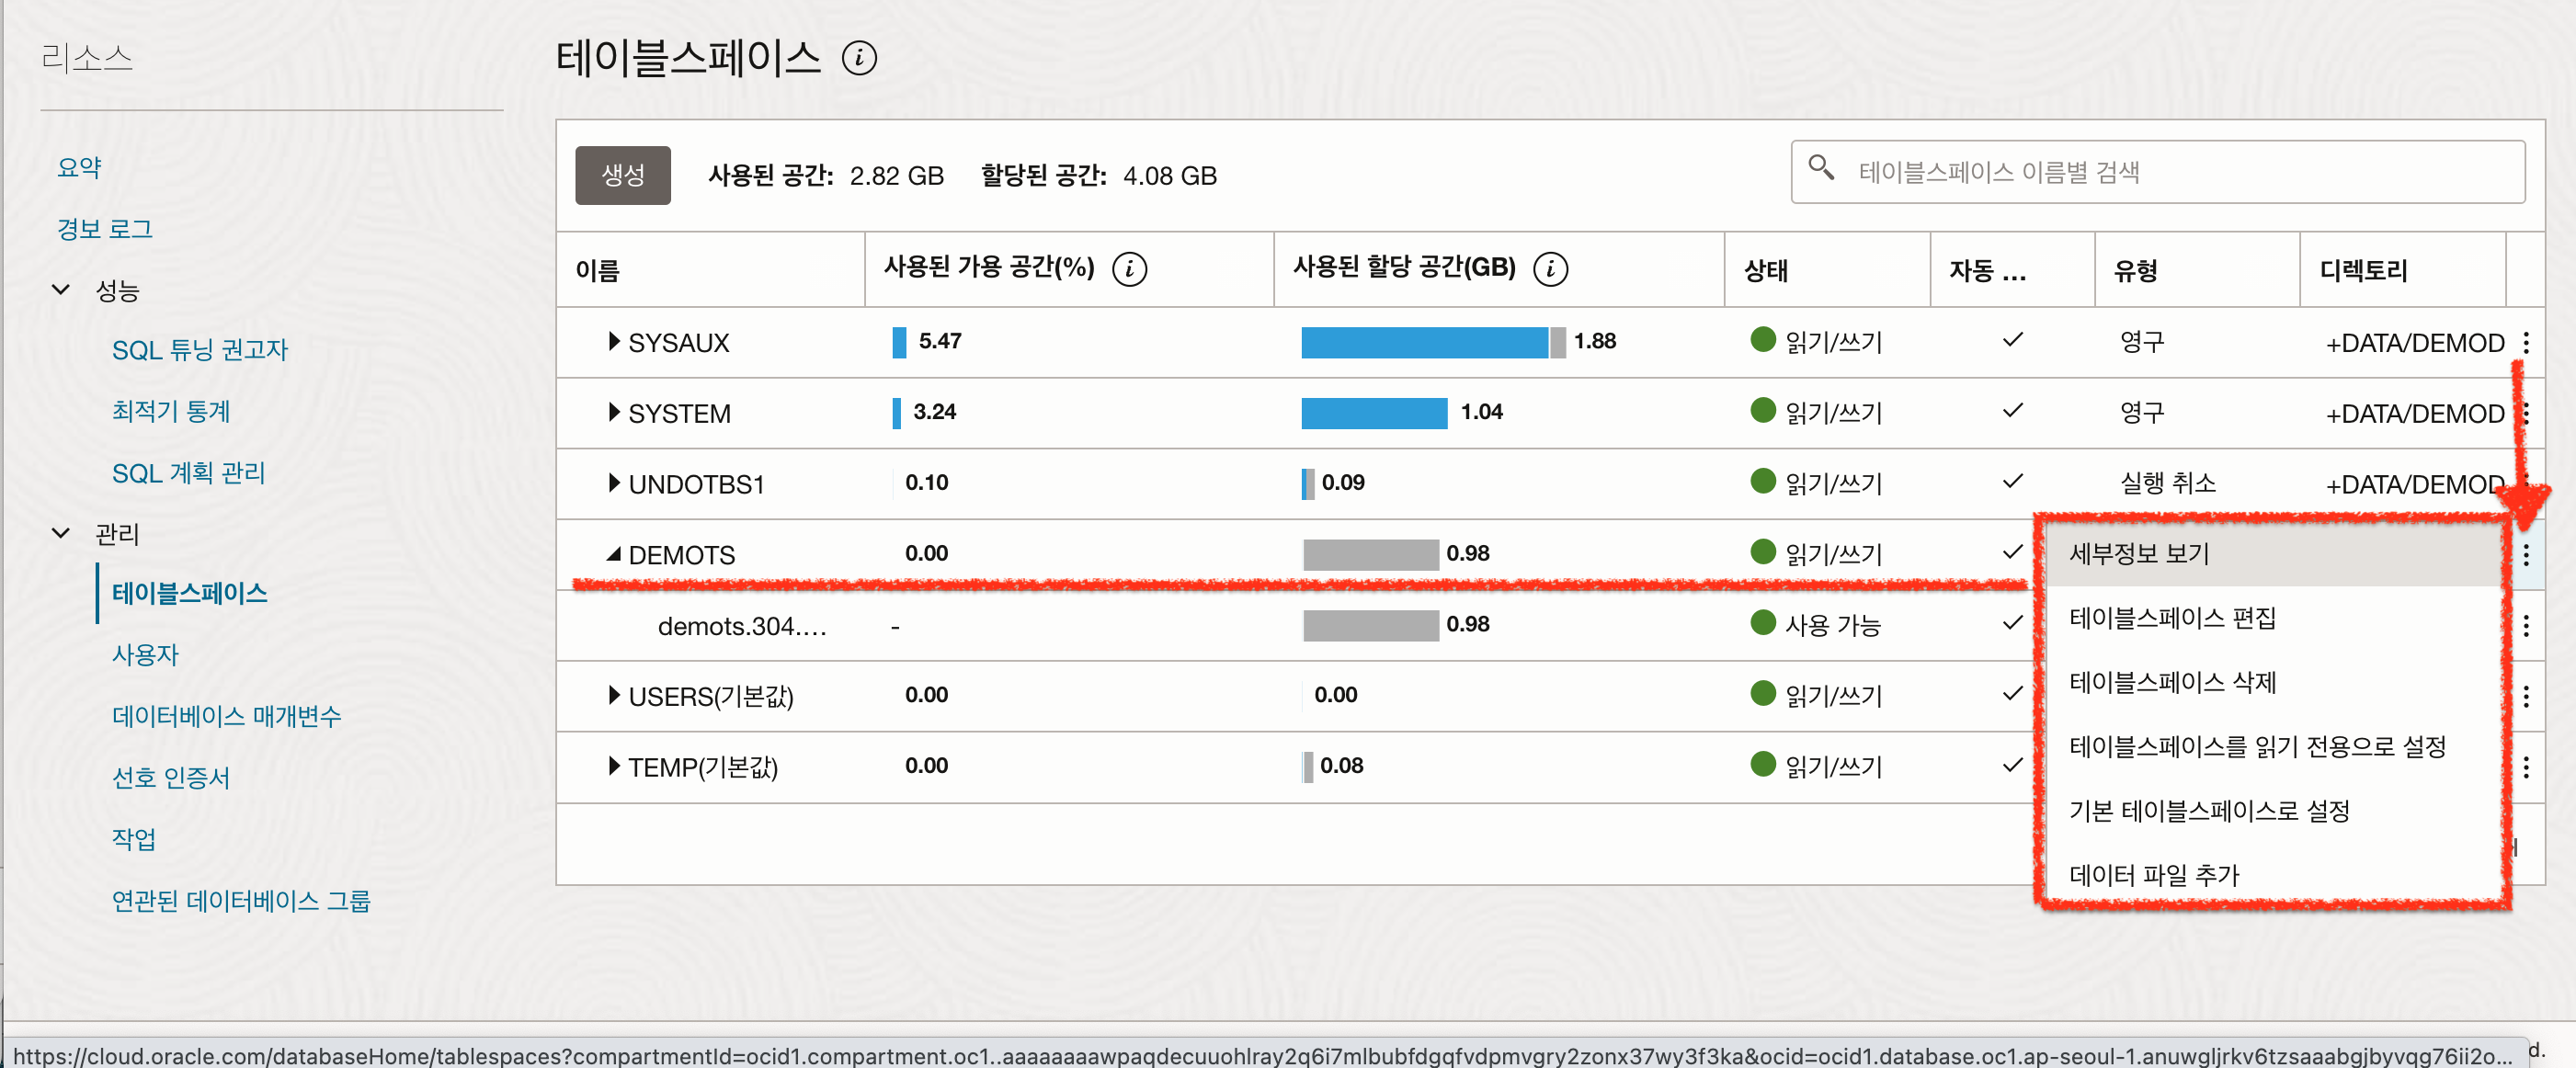 리소스
요약
경보 로그
성능
SQL 튜닝 권고자
최적기 통계
SQL 계획 관리
관리
테이블스페이스
사용자
데이터베이스 매개변수
선호 인증서
작업
연관된 데이터베이스 그룹
테이블스페이스 i
생성 사용된 공간: 2.82 GB 할당된 공간: 4.08 GB 테이블스페이스 이름별 검색
이름 사용된 가용 공간(%) i 사용된 할당 공간(GB) i 상태 자동 ... 유형 디렉토리
SYSAUX 5.47 1.88 읽기/쓰기 영구 +DATA/DEMOD
SYSTEM 3.24 1.04 읽기/쓰기 영구 +DATA/DEMOD
UNDOTBS1 0.10 0.09 읽기/쓰기 실행 취소 +DATA/DEMOD
DEMOTS 0.00 0.98 읽기/쓰기
demots.304.... - 0.98 사용 가능
USERS(기본값) 0.00 0.00 읽기/쓰기
TEMP(기본값) 0.00 0.08 읽기/쓰기
세부정보 보기
테이블스페이스 편집
테이블스페이스 삭제
테이블스페이스를 읽기 전용으로 설정
기본 테이블스페이스로 설정
데이터 파일 추가
https://cloud.oracle.com/databaseHome/tablespaces?compartmentId=ocid1.compartment.oc1..aaaaaaaawpaqdecuuohlray2q6i7mlbubfdgqfvdpmvgry2zonx37wy3f3ka&ocid=ocid1.database.oc1.ap-seoul-1.anuwgljrkv6tzsaaabgjbyvqg76ii2o... d.